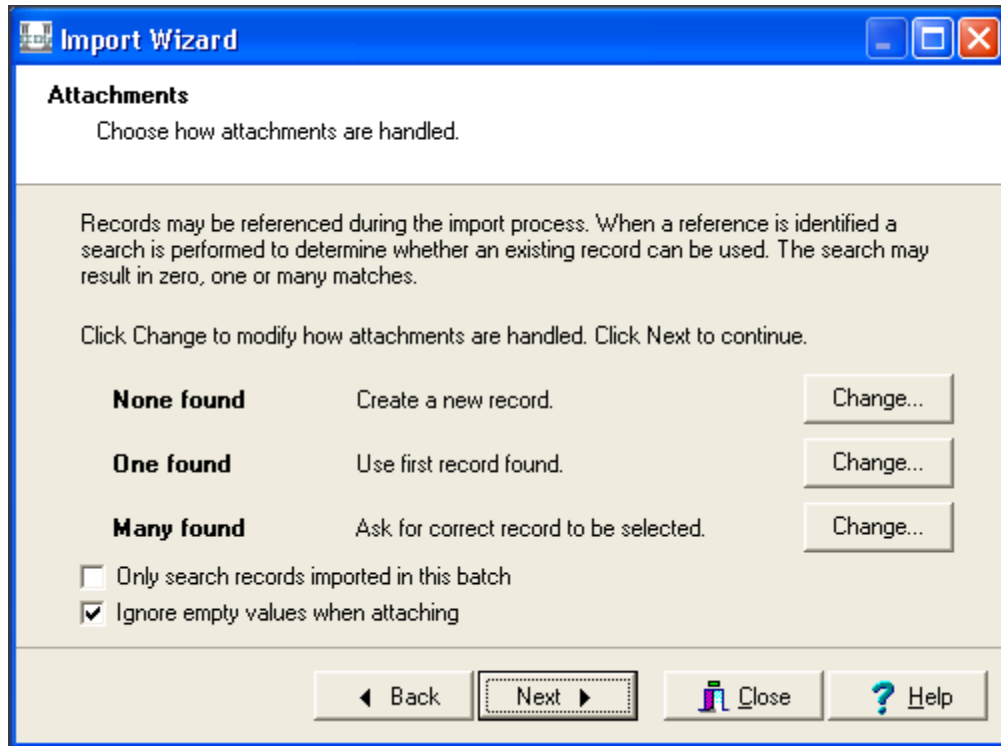 Import Wizard
Attachments
Choose how attachments are handled.
Records may be referenced during the import process. When a reference is identified a
search is performed to determine whether an existing record can be used. The search may
result in zero, one or many matches.
Click Change to modify how attachments are handled. Click Next to continue.
None found Create a new record. Change...
One found Use first record found. Change...
Many found Ask for correct record to be selected. Change...
Only search records imported in this batch
Ignore empty values when attaching
Back Next Close Help